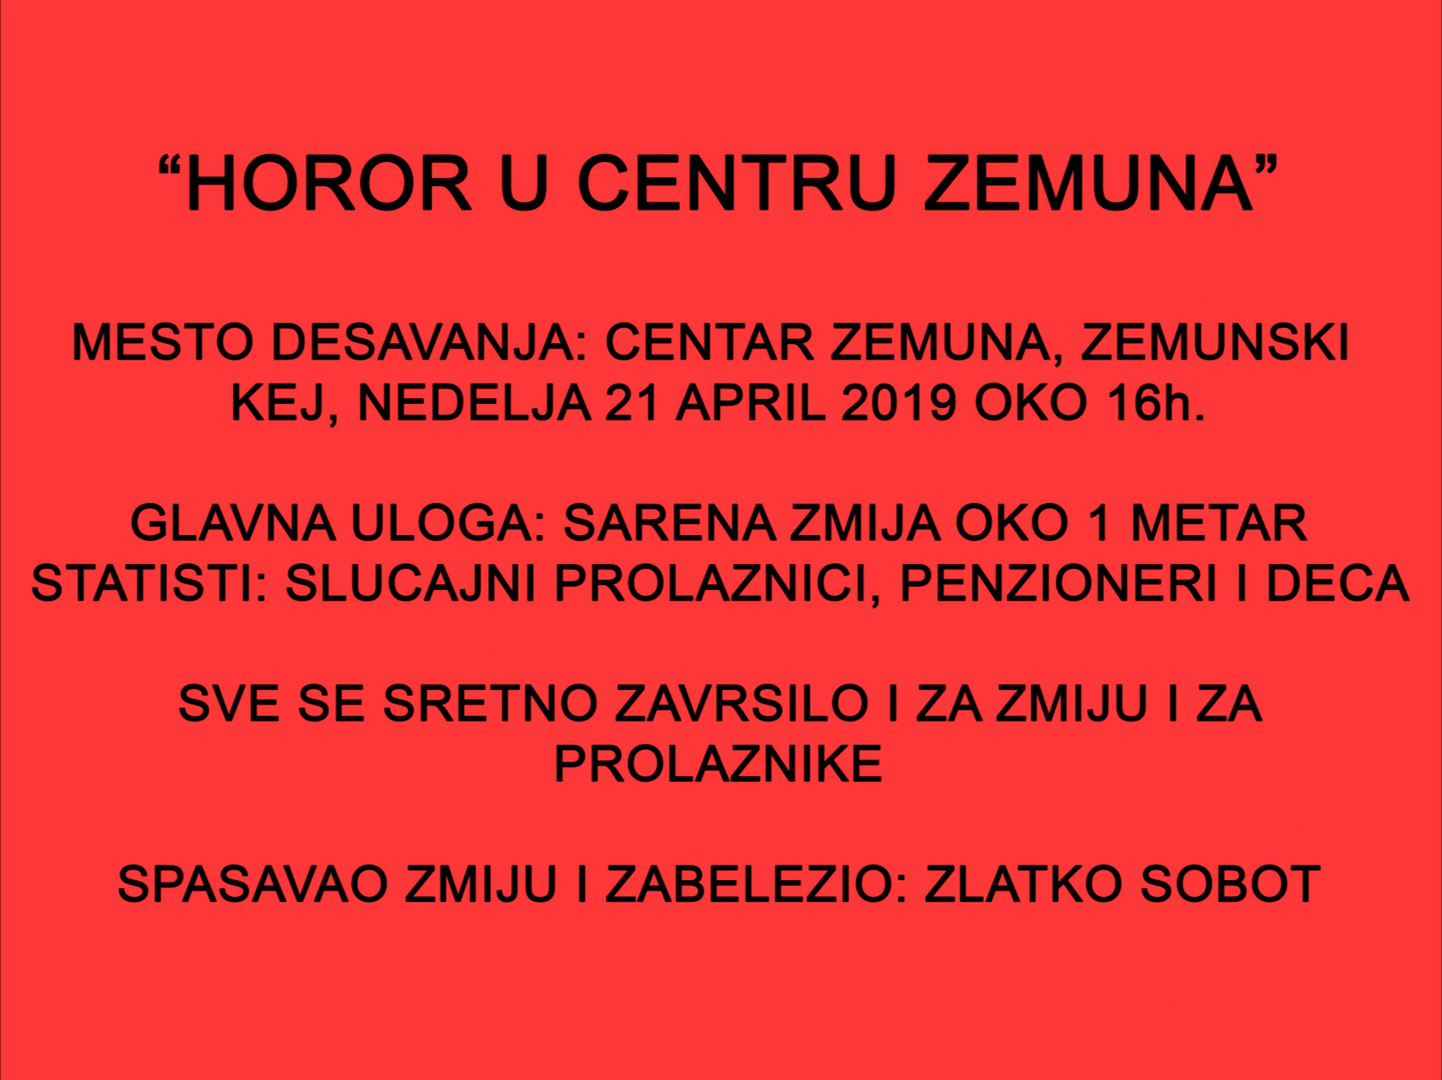 “HOROR U CENTRU ZEMUNA”
MESTO DESAVANJA: CENTAR ZEMUNA, ZEMUNSKI
KEJ, NEDELJA 21 APRIL 2019 OKO 16h.
GLAVNA ULOGA: SARENA ZMIJA OKO 1 METAR
STATISTI: SLUCAJNI PROLAZNICI, PENZIONERI I DECA
SVE SE SRETNO ZAVRSILO I ZA ZMIJU I ZA
PROLAZNIKE
SPASAVAO ZMIJU I ZABELEZIO: ZLATKO SOBOT